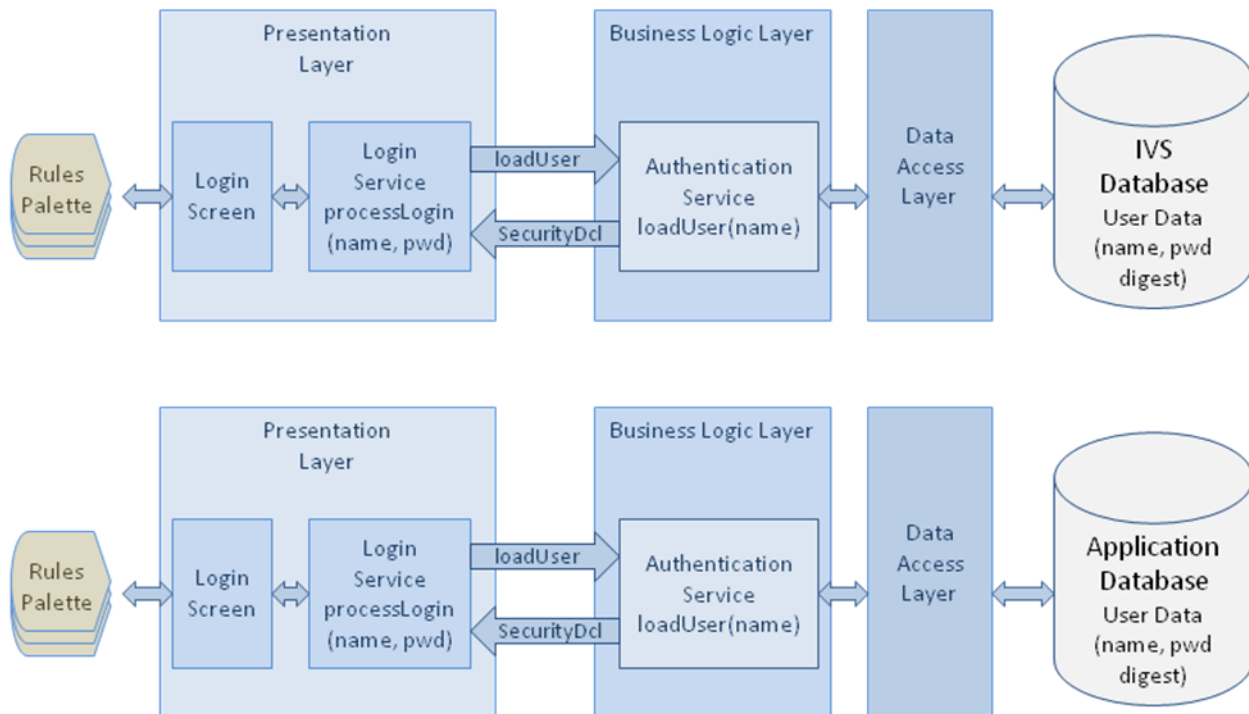 Presentation
Layer
Business Logic Layer
Rules
Palette
Login
Screen
Login
Service
processLogin
(name, pwd)
loadUser
SecurityDcl
Authentication
Service
loadUser(name)
Data
Access
Layer
IVS
Database
User Data
(name, pwd
digest)
Presentation
Layer
Business Logic Layer
Rules
Palette
Login
Screen
Login
Service
processLogin
(name, pwd)
loadUser
SecurityDcl
Authentication
Service
loadUser(name)
Data
Access
Layer
Application
Database
User Data
(name, pwd
digest)